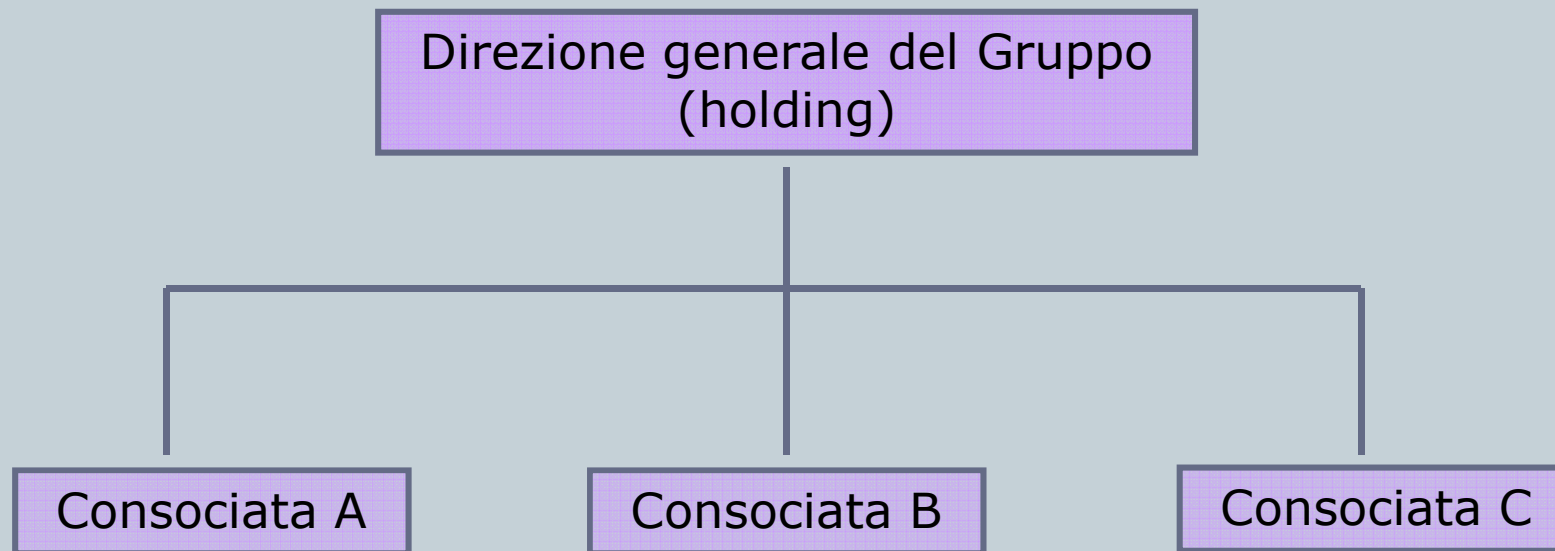 Direzione generale del Gruppo
(holding)
Consociata A
Consociata B
Consociata C